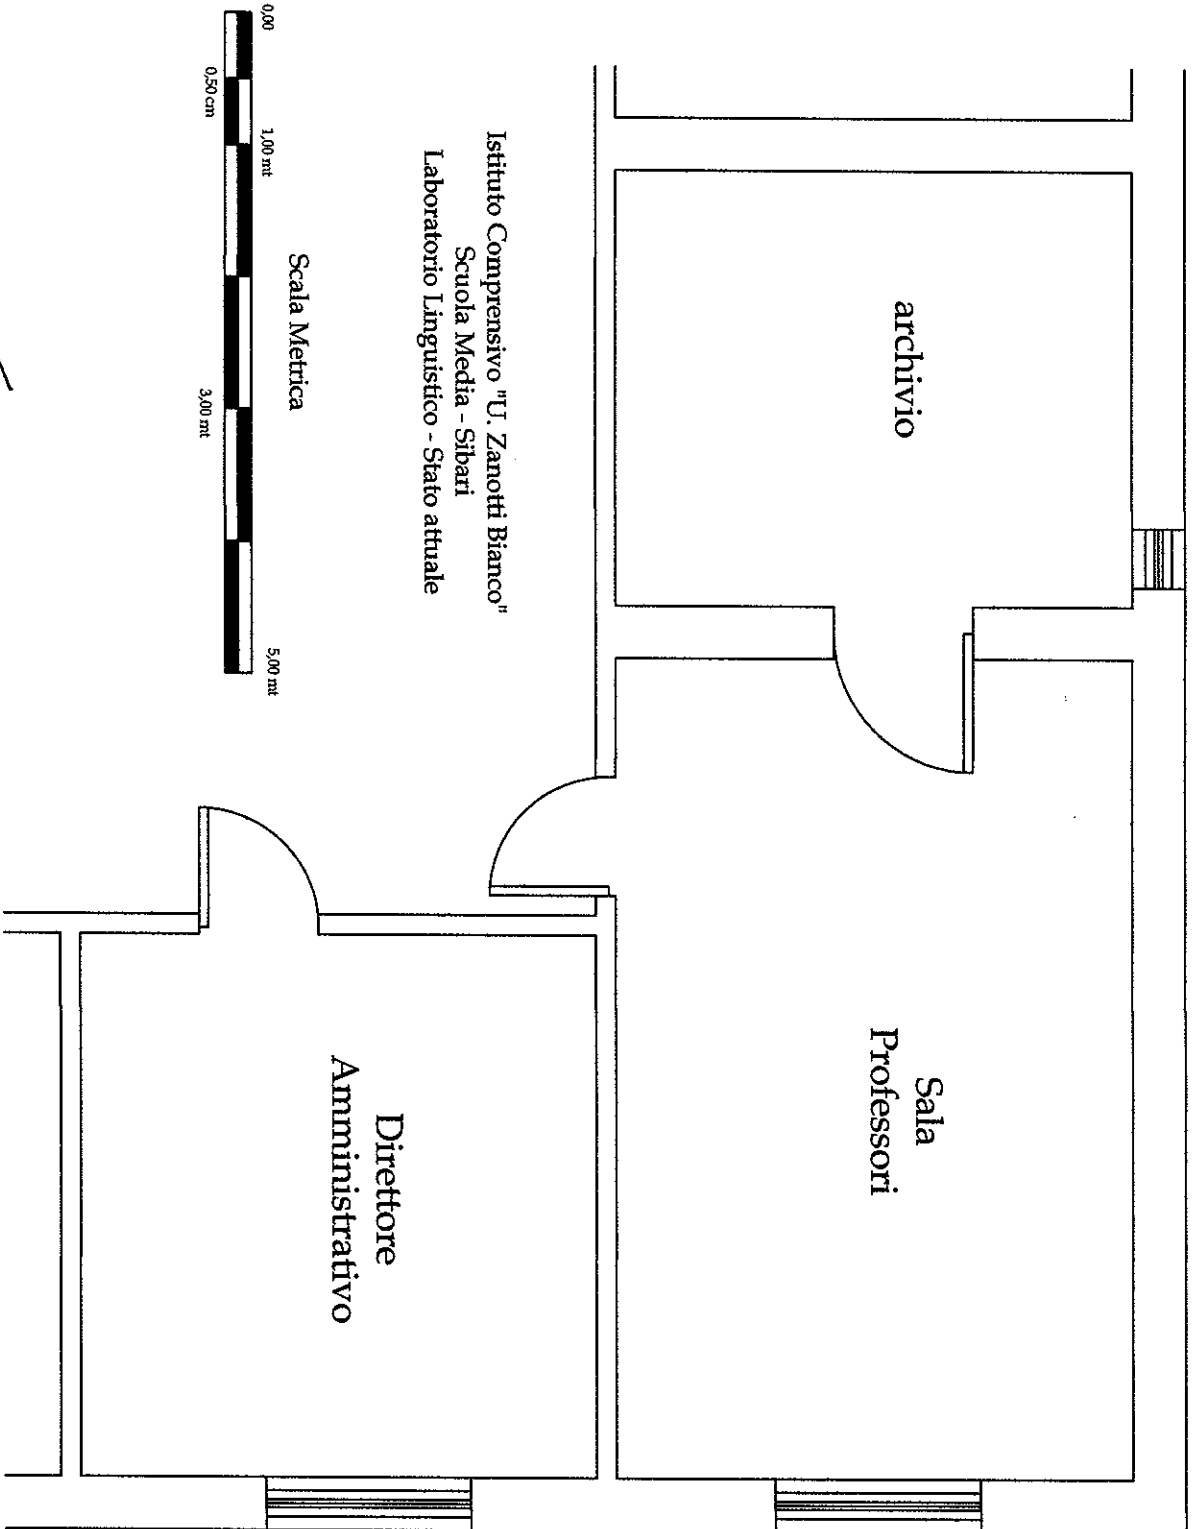 archivio
Sala
Professori
Istituto Comprensivo "U. Zanotti Bianco"
Scuola Media - Sibari
Laboratorio Linguistico - Stato attuale
Direttore
Amministrativo
Scala Metrica
0,00
1,00 mt
5,00 mt
0,50 cm
3,00 mt